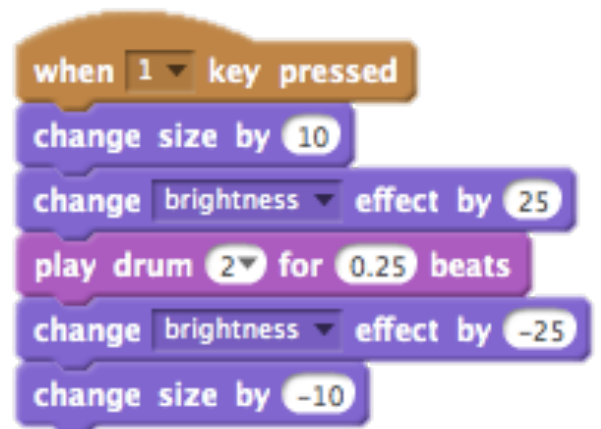 when 1 key pressed
change size by 10
change brightness effect by 25
play drum 2 for 0.25 beats
change brightness effect by -25
change size by -10